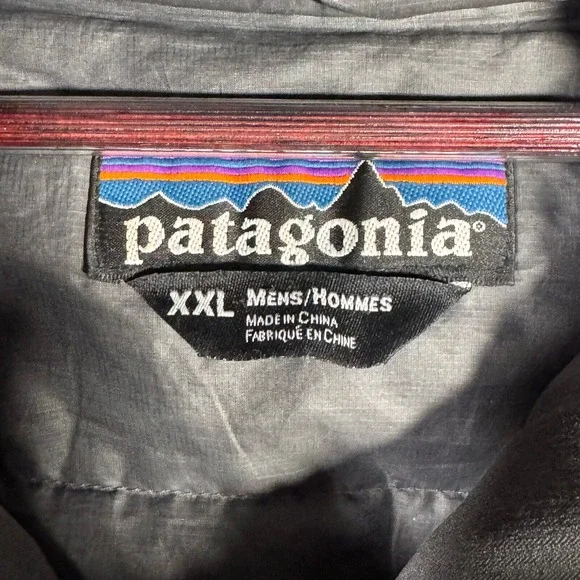 patagonia®
XXL MENS/HOMMES
MADE IN CHINA
FABRIQUÉ EN CHINE